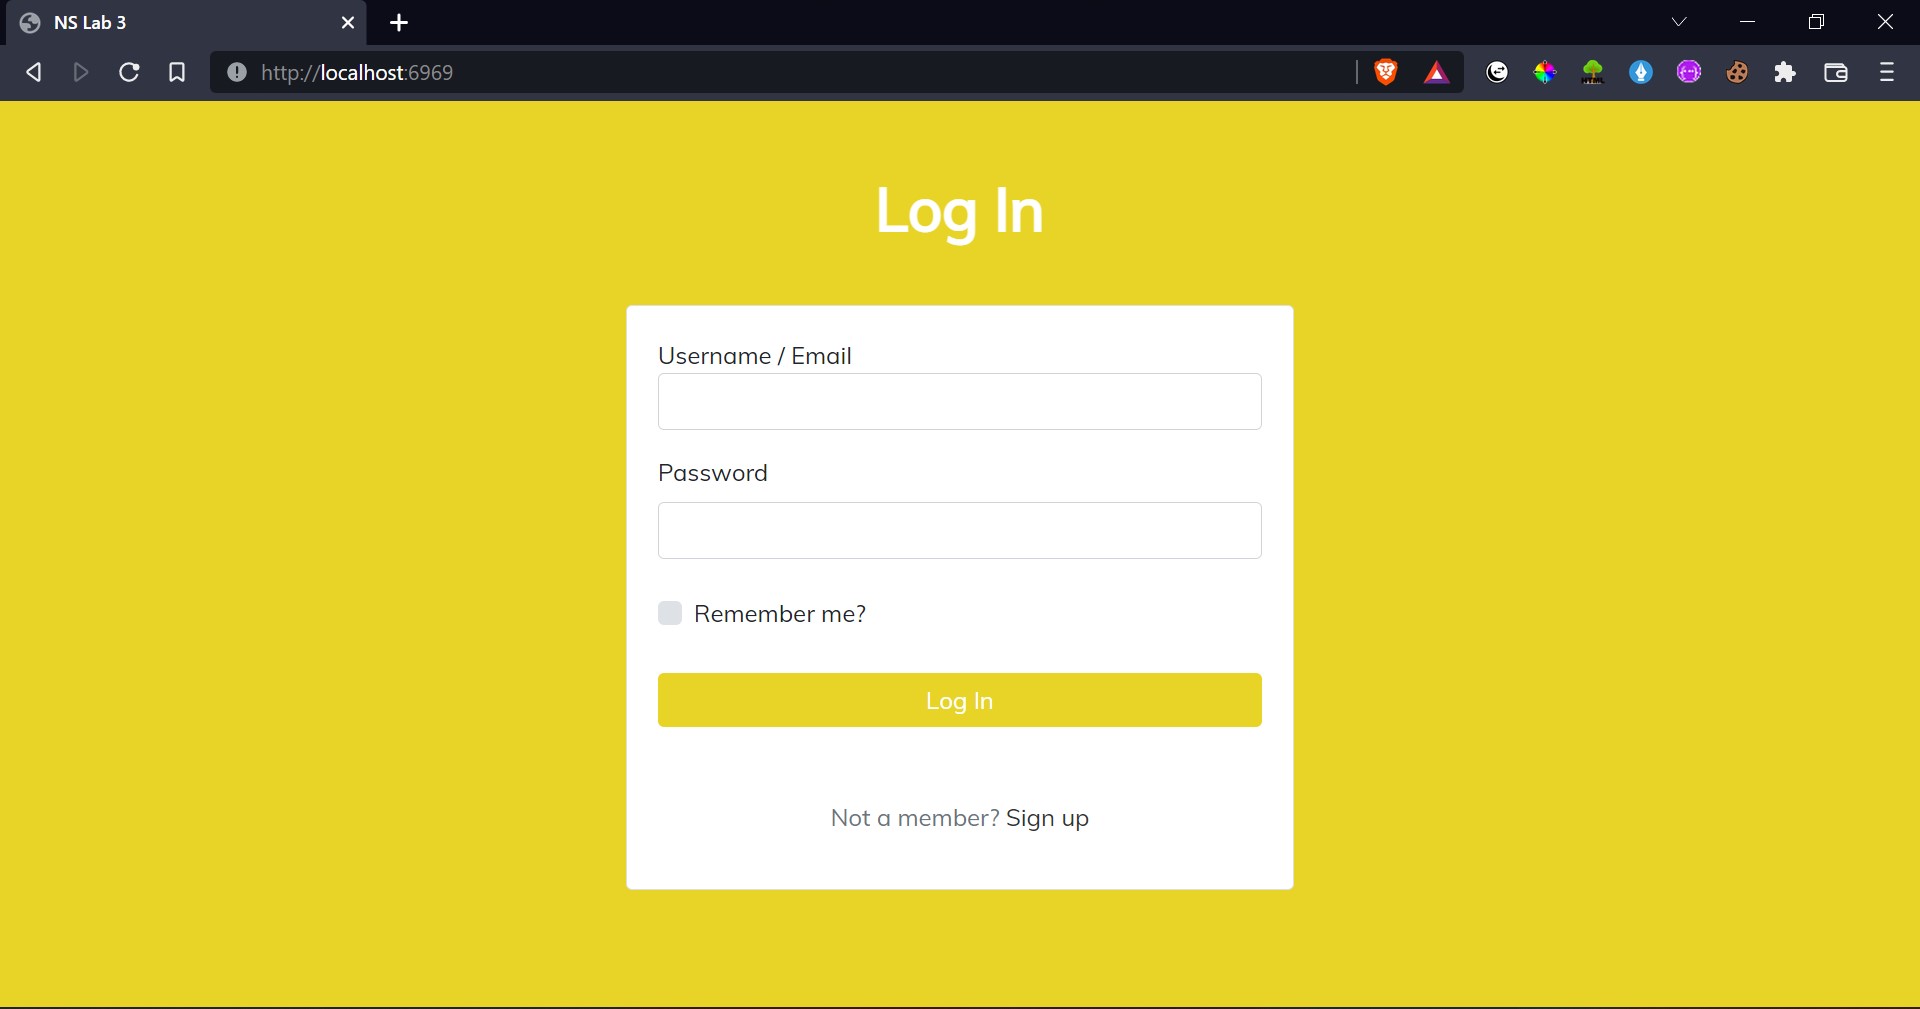 NS Lab 3
http://localhost:6969
Log In
Username / Email
Password
Remember me?
Log In
Not a member? Sign up